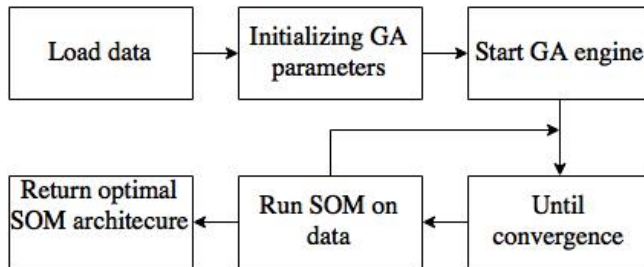 Load data
Initializing GA
parameters
Start GA engine
Return optimal
SOM architecure
Run SOM on
data
Until
convergence